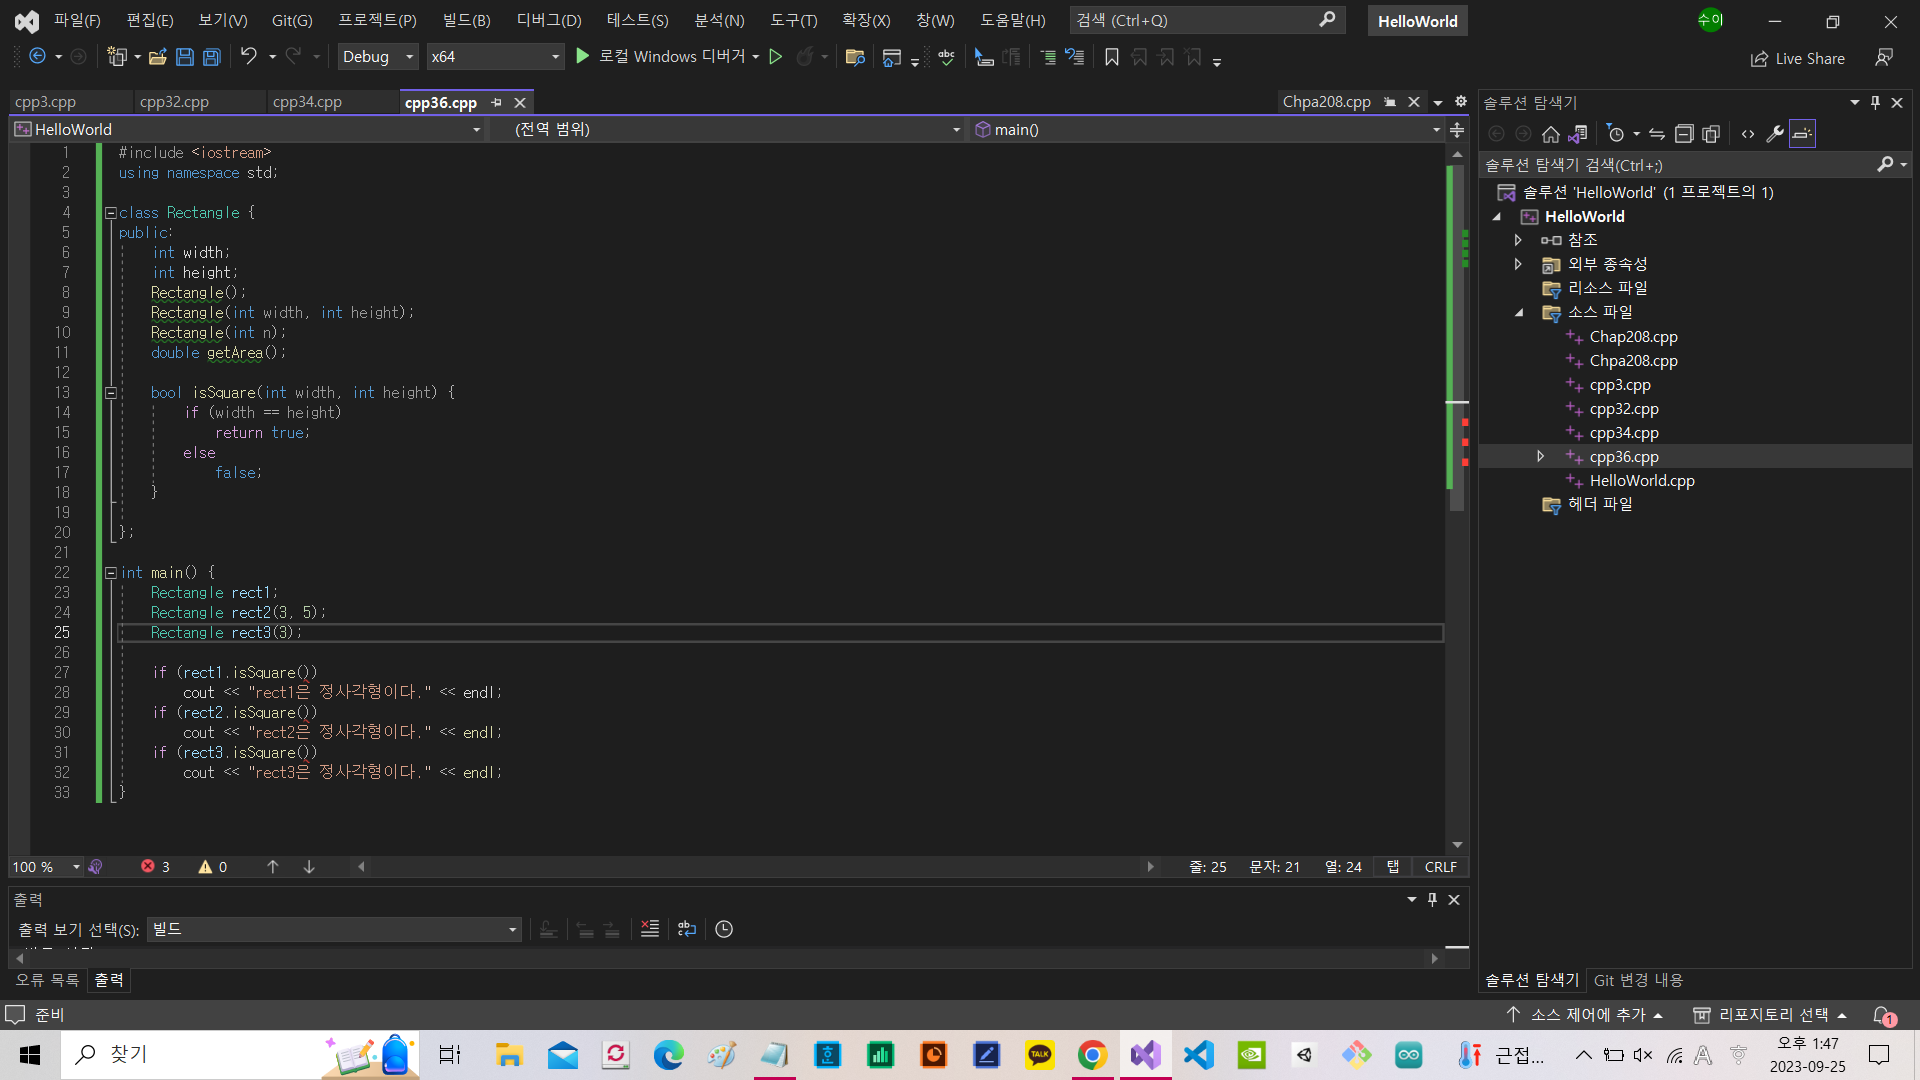 파일(F) 편집(E) 보기(V) Git(G) 프로젝트(P) 빌드(B) 디버그(D) 테스트(S) 분석(N) 도구(T) 확장(X) 창(W) 도움말(H) 검색 (Ctrl+Q) HelloWorld 수이
Debug x64 로컬 Windows 디버거 Live Share
cpp3.cpp cpp32.cpp cpp34.cpp cpp36.cpp Chpa208.cpp
HelloWorld (전역 범위) main()
1 #include <iostream>
2 using namespace std;
3
4 class Rectangle {
5 public:
6 int width;
7 int height;
8 Rectangle();
9 Rectangle(int width, int height);
10 Rectangle(int n);
11 double getArea();
12
13 bool isSquare(int width, int height) {
14 if (width == height)
15 return true;
16 else
17 false;
18 }
19
20 };
21
22 int main() {
23 Rectangle rect1;
24 Rectangle rect2(3, 5);
25 Rectangle rect3(3);
26
27 if (rect1.isSquare())
28 cout << "rect1은 정사각형이다." << endl;
29 if (rect2.isSquare())
30 cout << "rect2은 정사각형이다." << endl;
31 if (rect3.isSquare())
32 cout << "rect3은 정사각형이다." << endl;
33 }
100 % 3 0 줄: 25 문자: 21 열: 24 탭 CRLF
출력
출력 보기 선택(S): 빌드
오류 목록 출력
솔루션 탐색기
솔루션 탐색기 검색(Ctrl+;)
솔루션 'HelloWorld' (1 프로젝트의 1)
HelloWorld
참조
외부 종속성
리소스 파일
소스 파일
Chap208.cpp
Chpa208.cpp
cpp3.cpp
cpp32.cpp
cpp34.cpp
cpp36.cpp
HelloWorld.cpp
헤더 파일
솔루션 탐색기 Git 변경 내용
준비 소스 제어에 추가 리포지토리 선택 1
찾기 TALK 근접... A 오후 1:47
2023-09-25